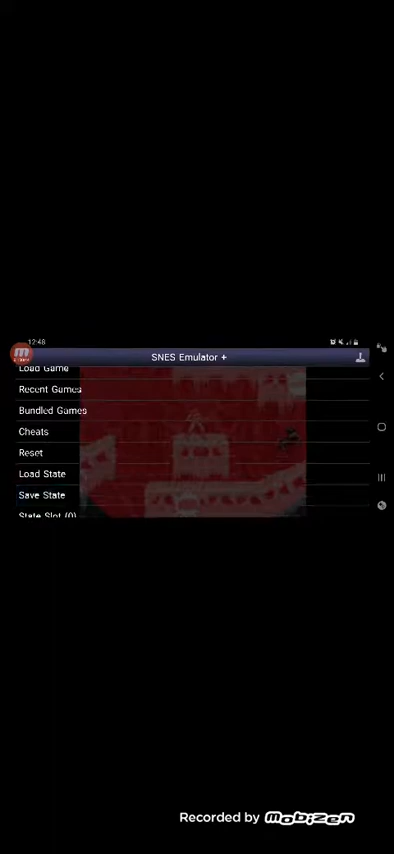 12:48
SNES Emulator +
Load Game
Recent Games
Bundled Games
Cheats
Reset
Load State
Save State
State Slot (0)
Recorded by mobizen